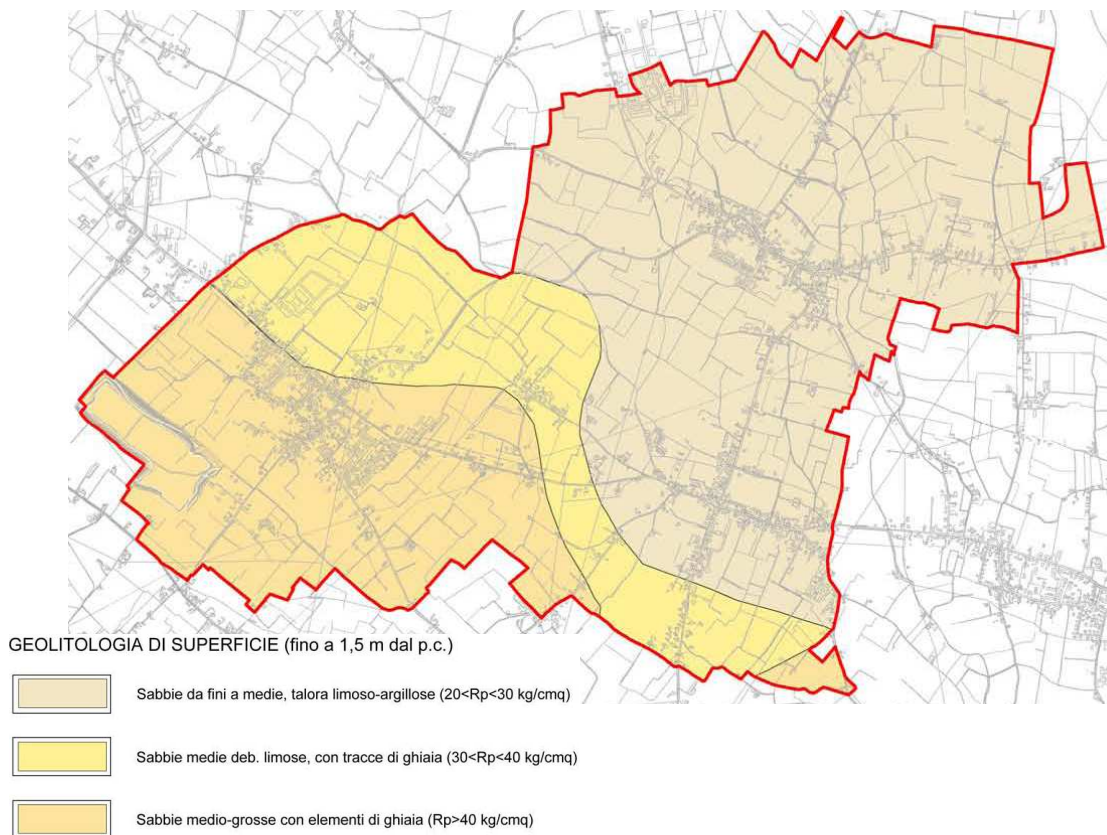 GEOLITOLOGIA DI SUPERFICIE (fino a 1,5 m dal p.c.)
Sabbie da fini a medie, talora limoso-argillose (20<Rp<30 kg/cmq)
Sabbie medie deb. limose, con tracce di ghiaia (30<Rp<40 kg/cmq)
Sabbie medio-grosse con elementi di ghiaia (Rp>40 kg/cmq)